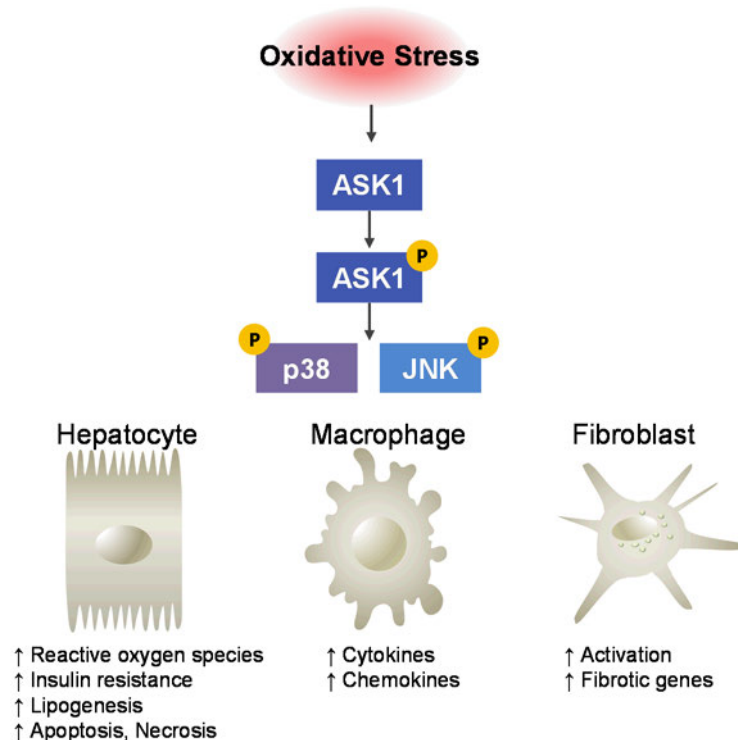 Oxidative Stress
ASK1
ASK1
P
P
p38
JNK
P
Hepatocyte
Macrophage
Fibroblast
↑ Reactive oxygen species
↑ Insulin resistance
↑ Lipogenesis
↑ Apoptosis, Necrosis
↑ Cytokines
↑ Chemokines
↑ Activation
↑ Fibrotic genes